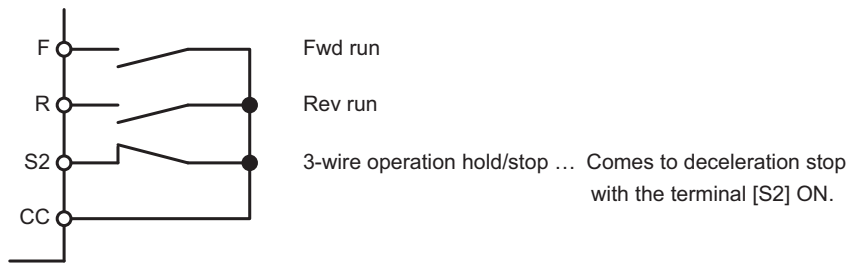 F Fwd run
R Rev run
S2 3-wire operation hold/stop … Comes to deceleration stop
with the terminal [S2] ON.
CC